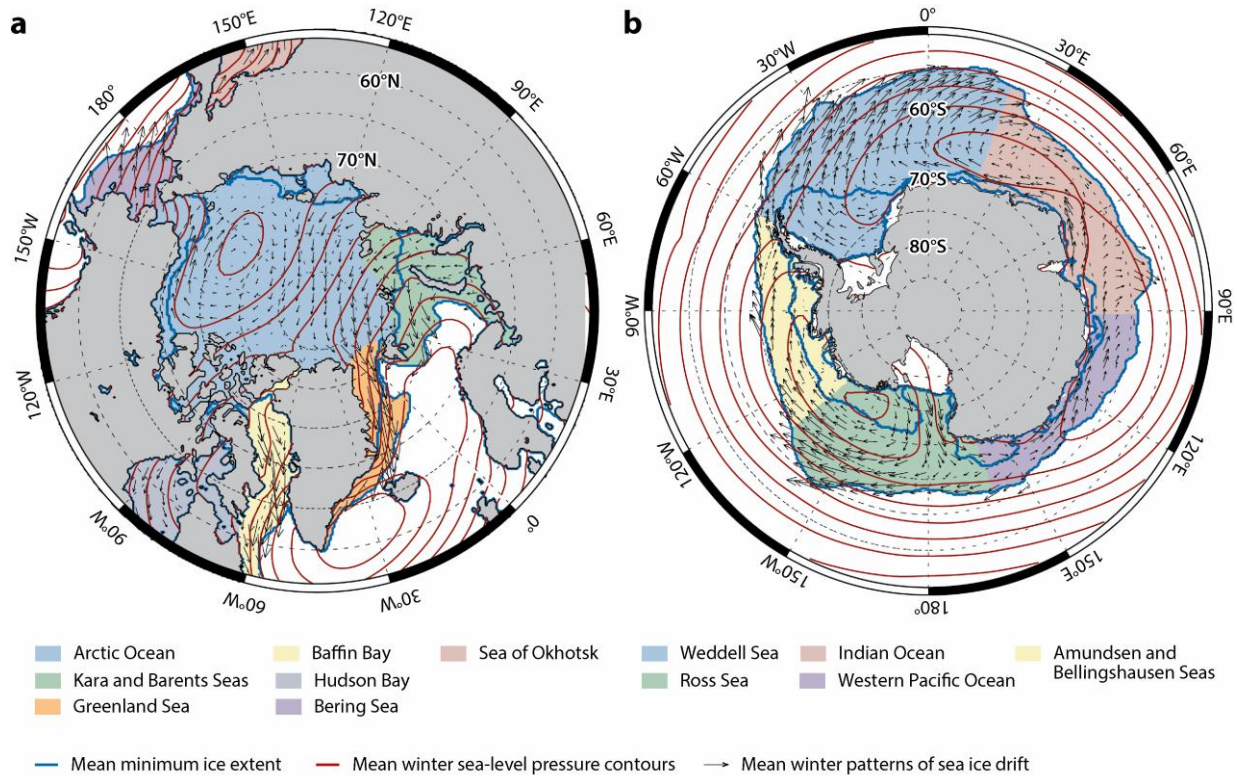 a
150°E
120°E
180°
60°N
90°E
70°N
150°W
60°E
120°W
30°E
90°W
0°
60°W
30°W
b
0°
30°W
30°E
60°S
60°W
60°E
70°S
80°S
90°W
90°E
120°W
120°E
150°W
150°E
180°
Arctic Ocean
Baffin Bay
Sea of Okhotsk
Kara and Barents Seas
Hudson Bay
Greenland Sea
Bering Sea
Weddell Sea
Indian Ocean
Amundsen and
Bellingshausen Seas
Ross Sea
Western Pacific Ocean
Mean minimum ice extent
Mean winter sea-level pressure contours
Mean winter patterns of sea ice drift